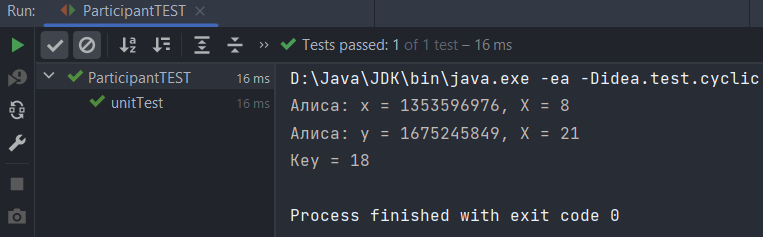 Run: ParticipantTEST
Tests passed: 1 of 1 test – 16 ms
ParticipantTEST 16 ms
unitTest 16 ms
D:\Java\JDK\bin\java.exe -ea -Didea.test.cyclic
Алиса: x = 1353596976, X = 8
Алиса: y = 1675245849, X = 21
Key = 18
Process finished with exit code 0